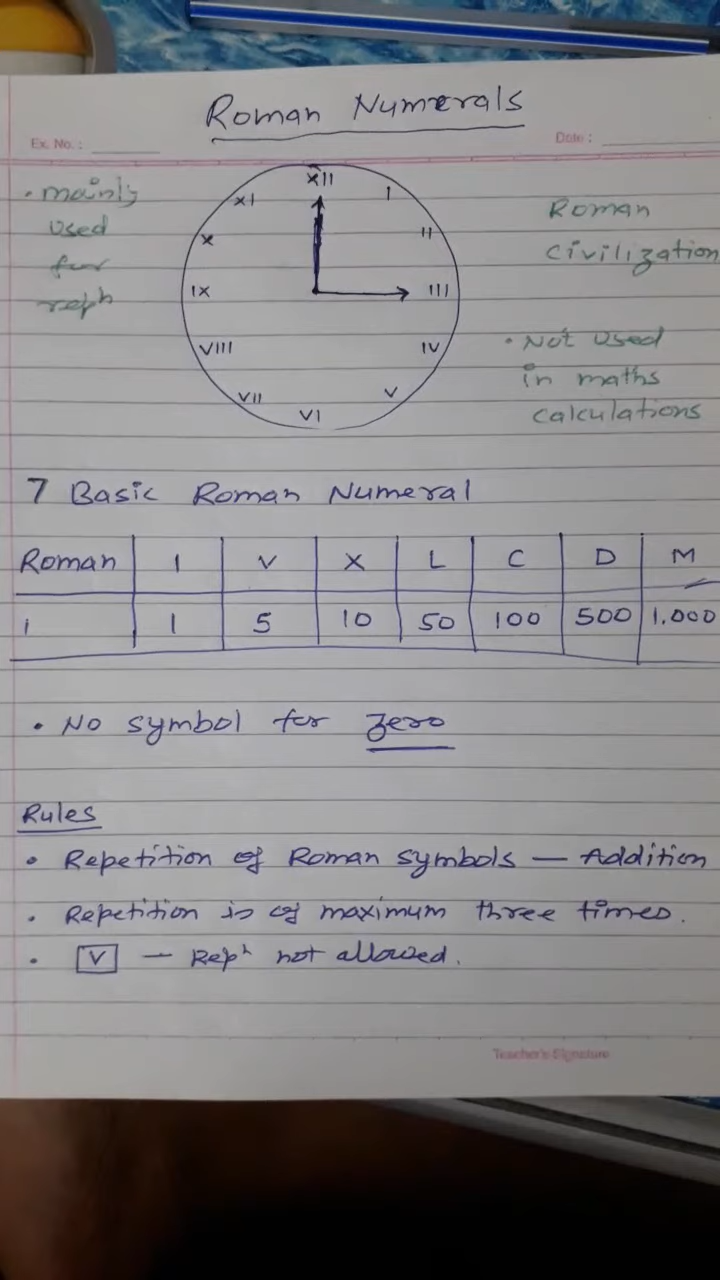 Roman Numerals
Ex. No. :
Date :
• mainly
used
for
repn
XII
I
II
III
IV
V
VI
VII
VIII
IX
X
XI
Roman
civilization
• Not used
in maths
calculations
7 Basic Roman Numeral
Roman I V X L C D M
1 5 10 50 100 500 1,000
• No symbol for zero
Rules
• Repetition of Roman symbols — Addition
• Repetition is of maximum three times.
• V — Repn not allowed.
Teacher's Signature